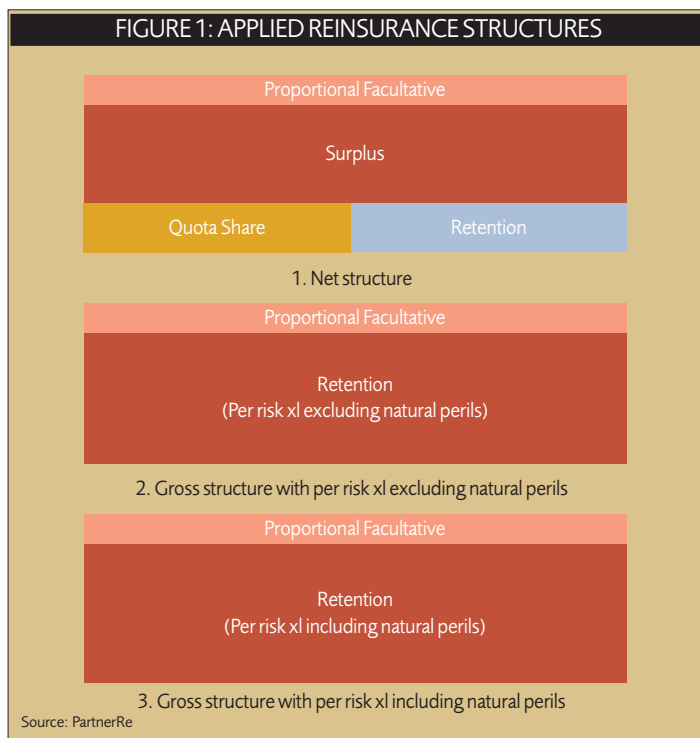 FIGURE 1: APPLIED REINSURANCE STRUCTURES
Proportional Facultative
Surplus
Quota Share
Retention
1. Net structure
Proportional Facultative
Retention
(Per risk xl excluding natural perils)
2. Gross structure with per risk xl excluding natural perils
Proportional Facultative
Retention
(Per risk xl including natural perils)
3. Gross structure with per risk xl including natural perils
Source: PartnerRe